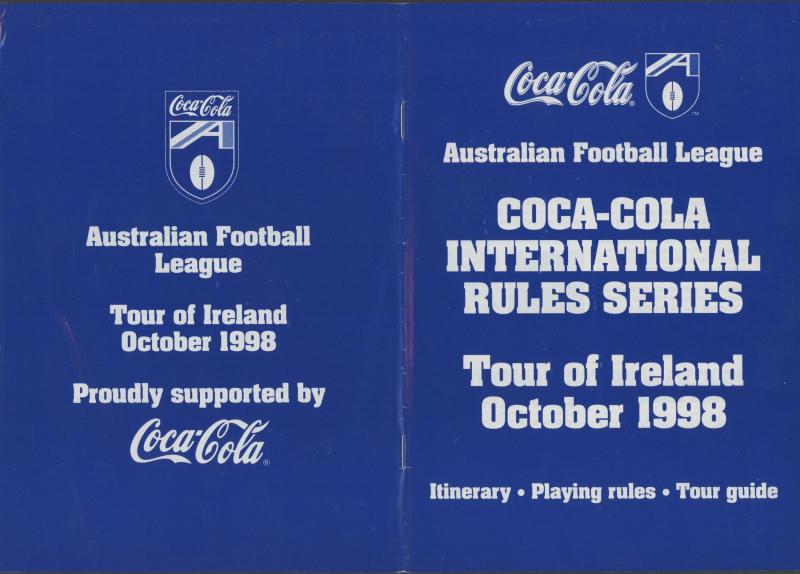 Coca-Cola
Australian Football
League
Tour of Ireland
October 1998
Proudly supported by
Coca-Cola®
Coca-Cola®
™
Australian Football League
COCA-COLA
INTERNATIONAL
RULES SERIES
Tour of Ireland
October 1998
Itinerary • Playing rules • Tour guide